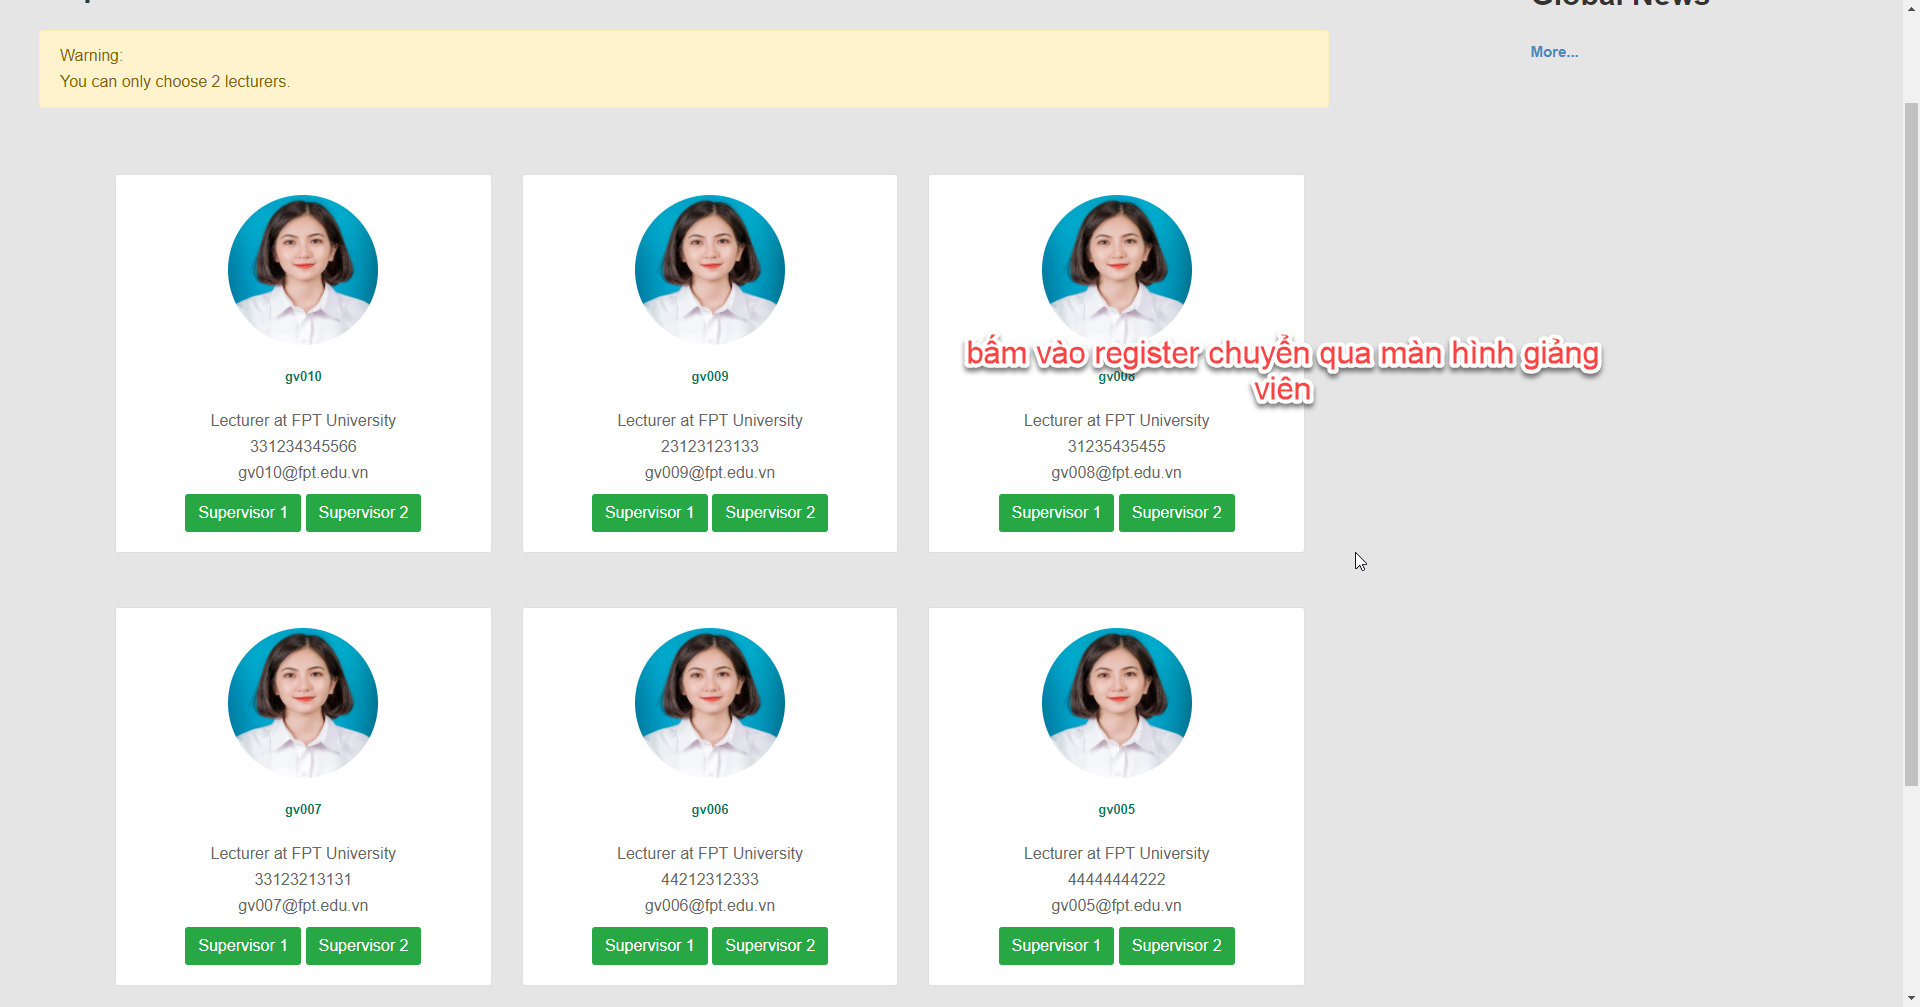 Global News
More...
Warning:
You can only choose 2 lecturers.
bấm vào register chuyển qua màn hình giảng
viên
gv010
Lecturer at FPT University
331234345566
gv010@fpt.edu.vn
Supervisor 1 Supervisor 2
gv009
Lecturer at FPT University
23123123133
gv009@fpt.edu.vn
Supervisor 1 Supervisor 2
gv008
Lecturer at FPT University
31235435455
gv008@fpt.edu.vn
Supervisor 1 Supervisor 2
gv007
Lecturer at FPT University
33123213131
gv007@fpt.edu.vn
Supervisor 1 Supervisor 2
gv006
Lecturer at FPT University
44212312333
gv006@fpt.edu.vn
Supervisor 1 Supervisor 2
gv005
Lecturer at FPT University
44444444222
gv005@fpt.edu.vn
Supervisor 1 Supervisor 2